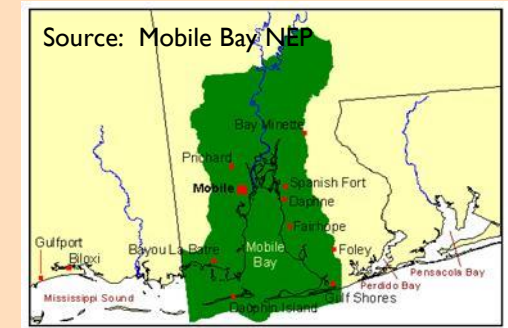 Source: Mobile Bay NEP
Bay Minette
Prichard
Mobile
Spanish Fort
Daphne
Fairhope
Gulfport
Biloxi
Bayou La Batre
Mobile
Bay
Foley
Pensacola Bay
Perdido Bay
Mississippi Sound
Dauphin Island
Gulf Shores